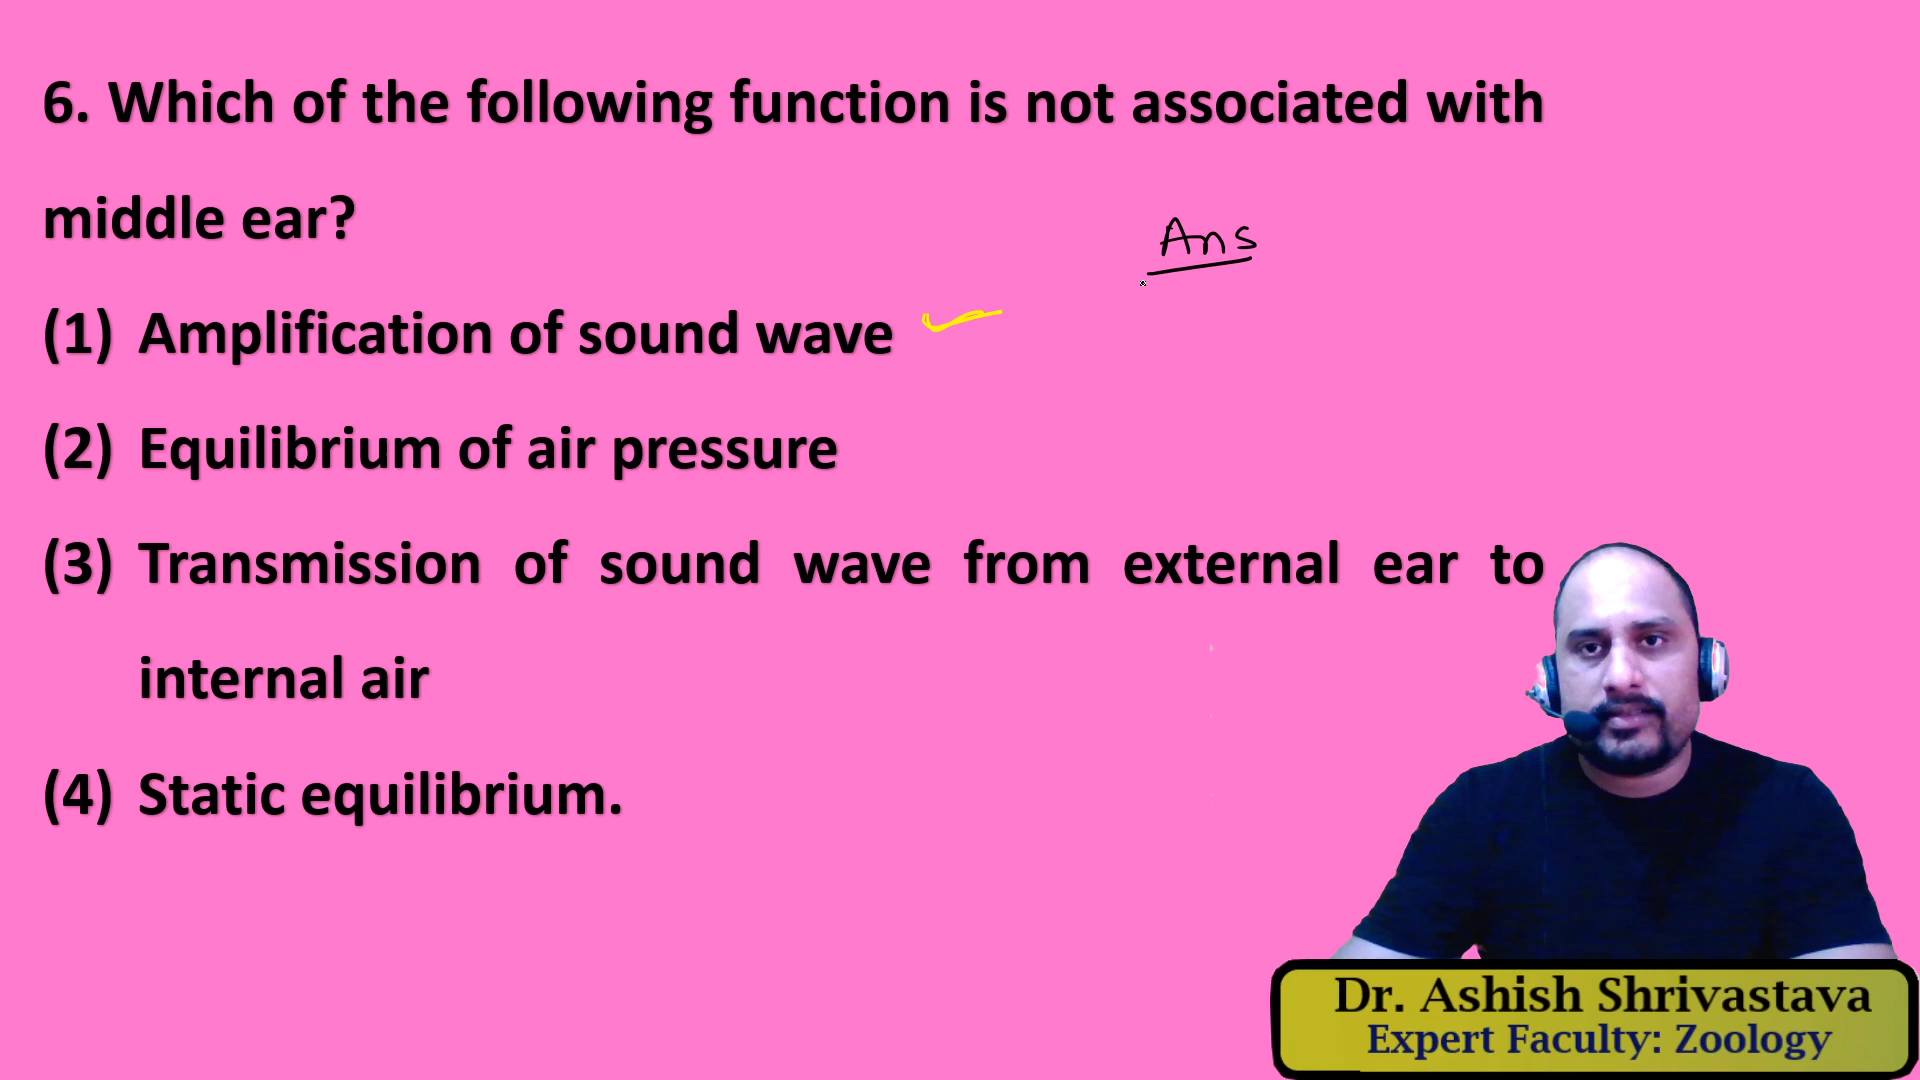 6. Which of the following function is not associated with
middle ear?
Ans
(1) Amplification of sound wave
(2) Equilibrium of air pressure
(3) Transmission of sound wave from external ear to
internal air
(4) Static equilibrium.
Dr. Ashish Shrivastava
Expert Faculty: Zoology